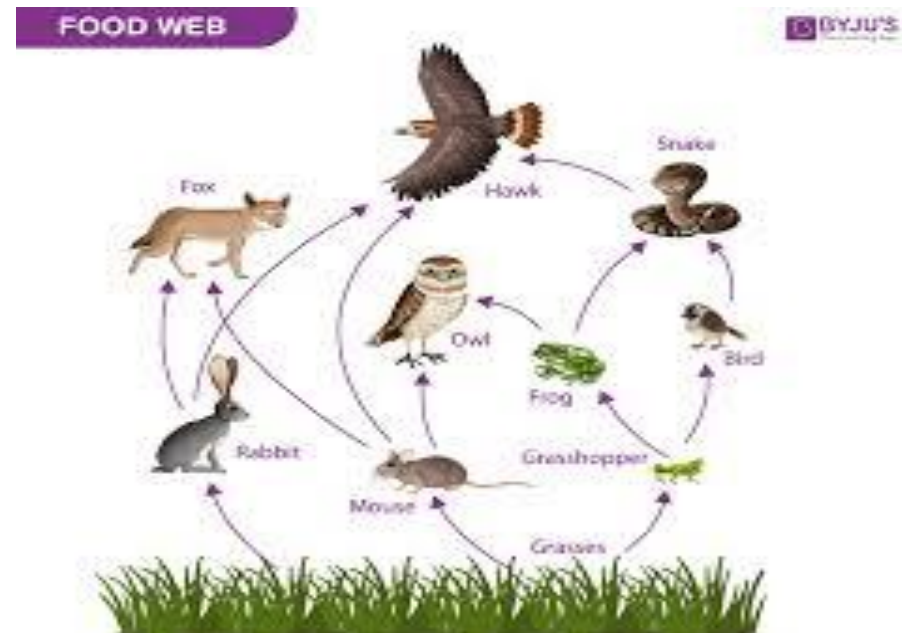 FOOD WEB
BYJU'S
Snake
Fox
Hawk
Owl
Bird
Frog
Rabbit
Grasshopper
Mouse
Grasses